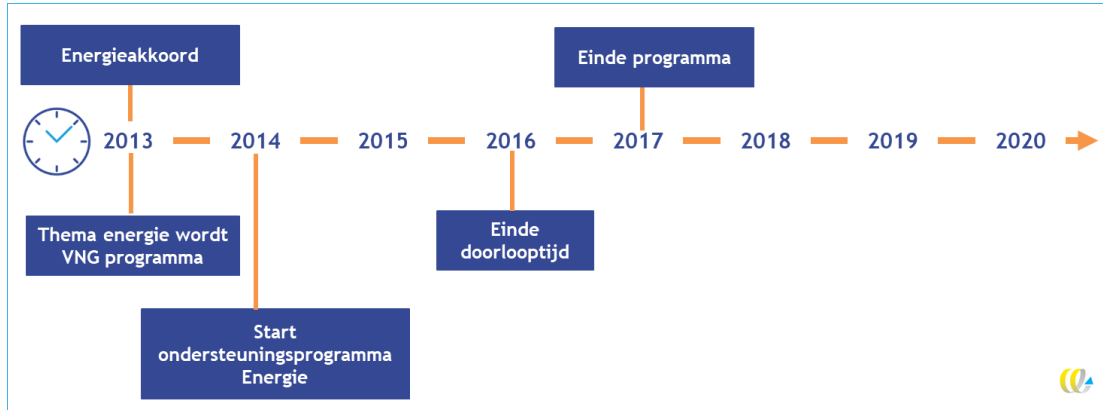 Energieakkoord
Einde programma
2013
2014
2015
2016
2017
2018
2019
2020
Thema energie wordt
VNG programma
Einde
doorlooptijd
Start
ondersteuningsprogramma
Energie